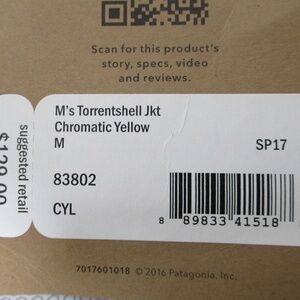 Scan for this product's
story, specs, video
and reviews.
M's Torrentshell Jkt
Chromatic Yellow
M
SP17
83802
CYL
8 89833 41518
suggested retail
7017601018 © 2016 Patagonia, Inc.